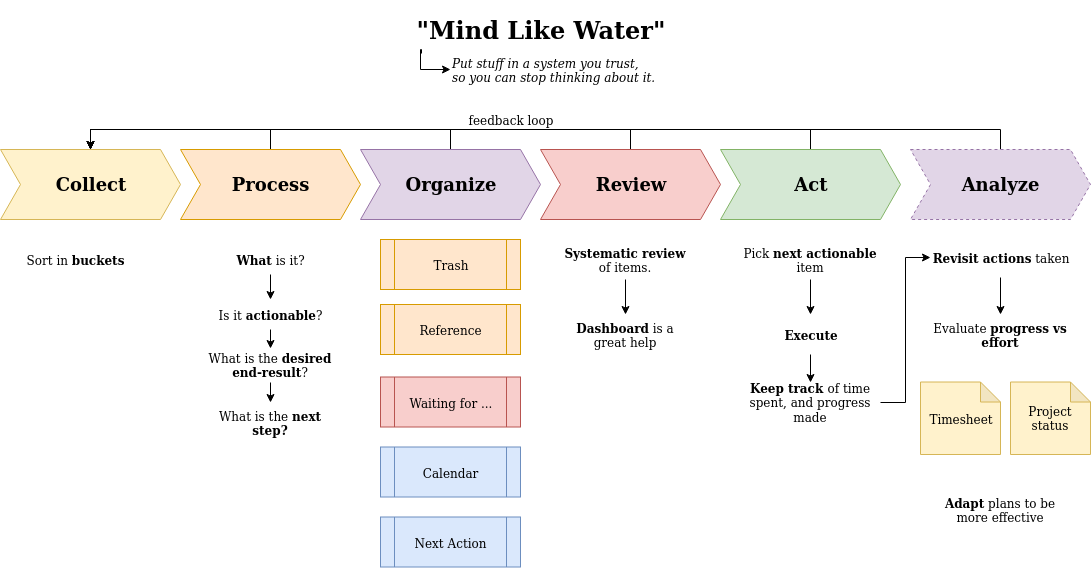 "Mind Like Water"
Put stuff in a system you trust,
so you can stop thinking about it.
feedback loop
Collect
Process
Organize
Review
Act
Analyze
Sort in buckets
What is it?
Is it actionable?
What is the desired
end-result?
What is the next
step?
Trash
Reference
Waiting for ...
Calendar
Next Action
Systematic review
of items.
Dashboard is a
great help
Pick next actionable
item
Execute
Keep track of time
spent, and progress
made
Revisit actions taken
Evaluate progress vs
effort
Timesheet
Project
status
Adapt plans to be
more effective